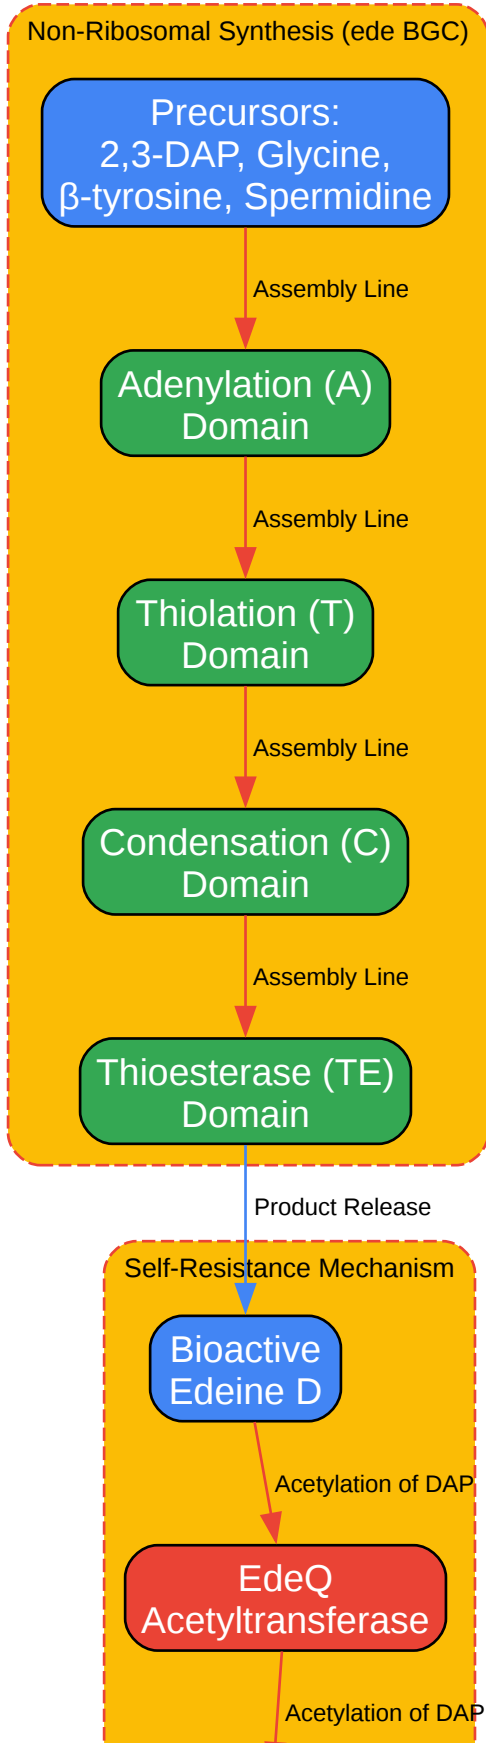 Non-Ribosomal Synthesis (ede BGC)
Precursors:
2,3-DAP, Glycine,
β-tyrosine, Spermidine
Assembly Line
Adenylation (A)
Domain
Assembly Line
Thiolation (T)
Domain
Assembly Line
Condensation (C)
Domain
Assembly Line
Thioesterase (TE)
Domain
Product Release
Self-Resistance Mechanism
Bioactive
Edeine D
Acetylation of DAP
EdeQ
Acetyltransferase
Acetylation of DAP